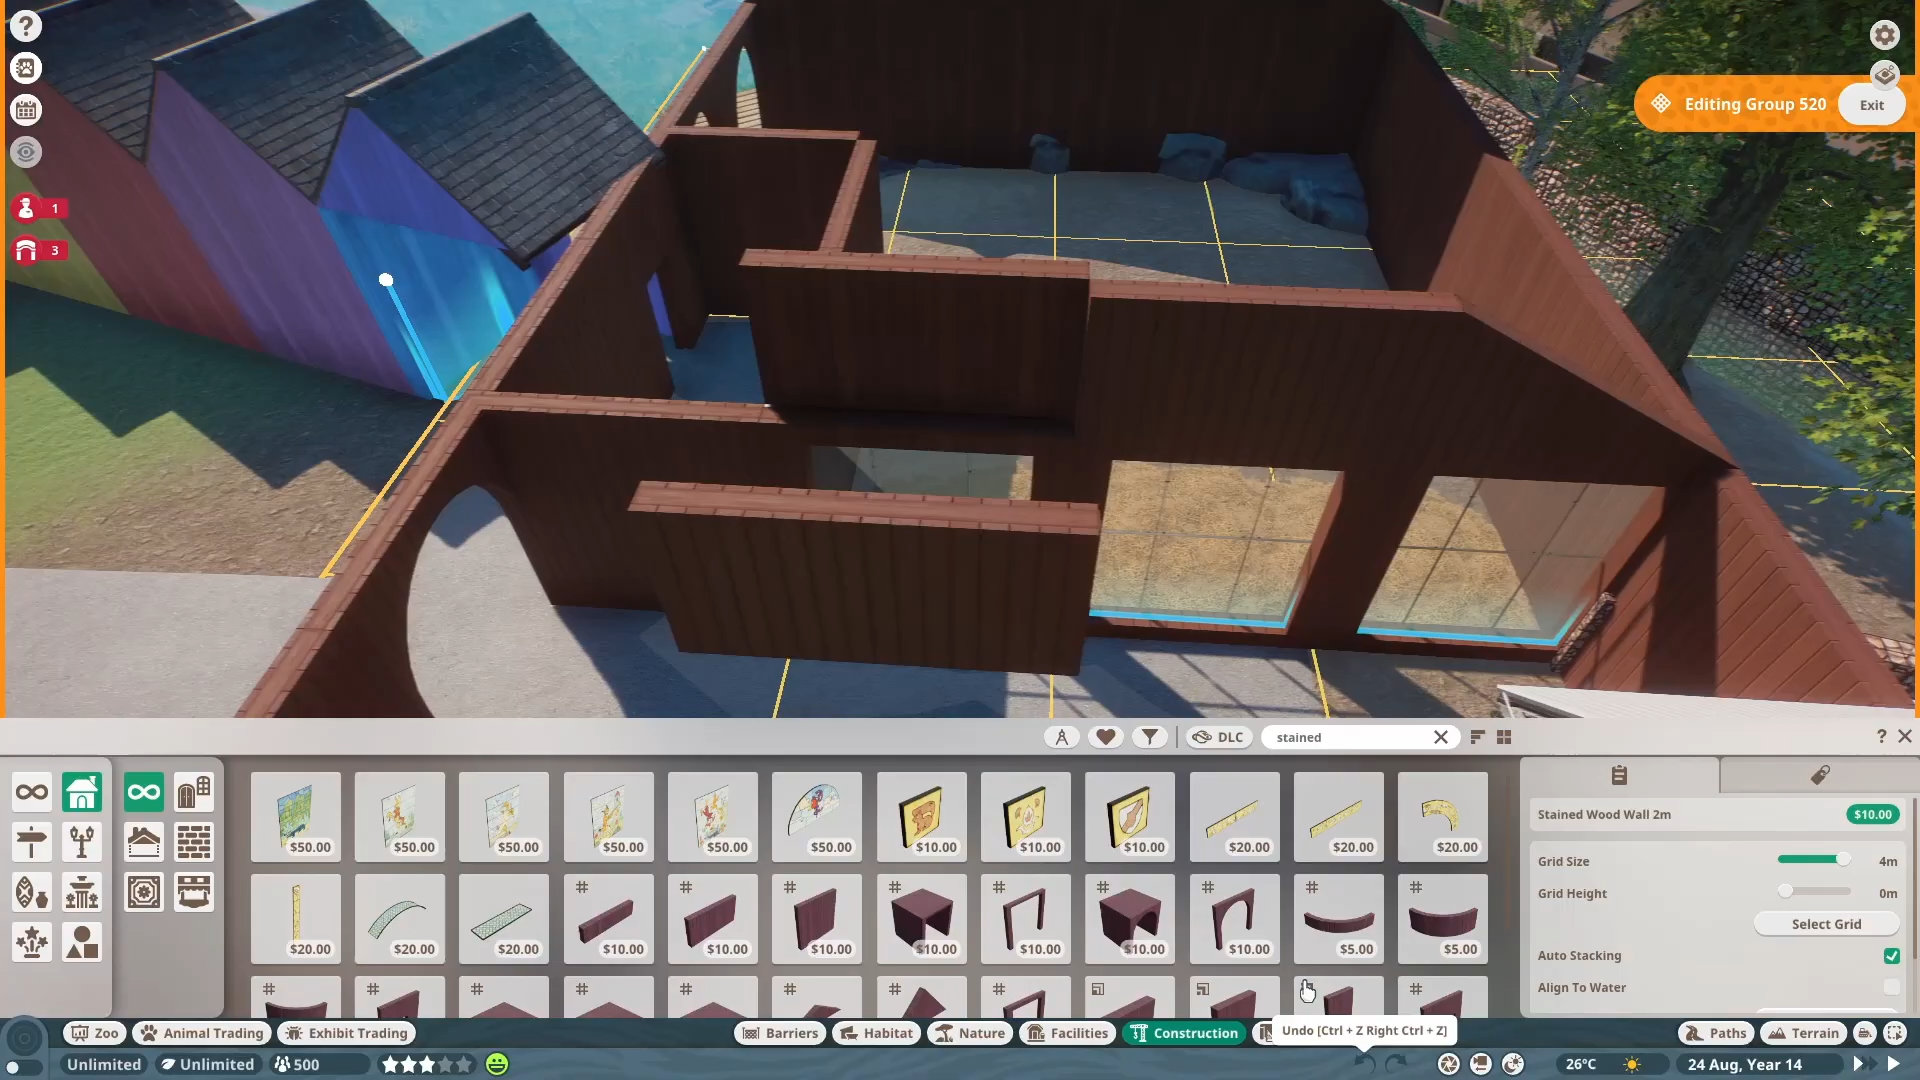 ?
Editing Group 520 Exit
1
3
DLC
stained
?
$50.00 $50.00 $50.00 $50.00 $50.00 $50.00 $10.00 $10.00 $10.00 $20.00 $20.00 $20.00
$20.00 $20.00 $20.00 $10.00 $10.00 $10.00 $10.00 $10.00 $10.00 $10.00 $5.00 $5.00
Stained Wood Wall 2m $10.00
Grid Size 4m
Grid Height 0m
Select Grid
Auto Stacking
Align To Water
Zoo Animal Trading Exhibit Trading Barriers Habitat Nature Facilities Construction Paths Terrain
Undo [Ctrl + Z Right Ctrl + Z]
Unlimited Unlimited 500 26°C 24 Aug, Year 14